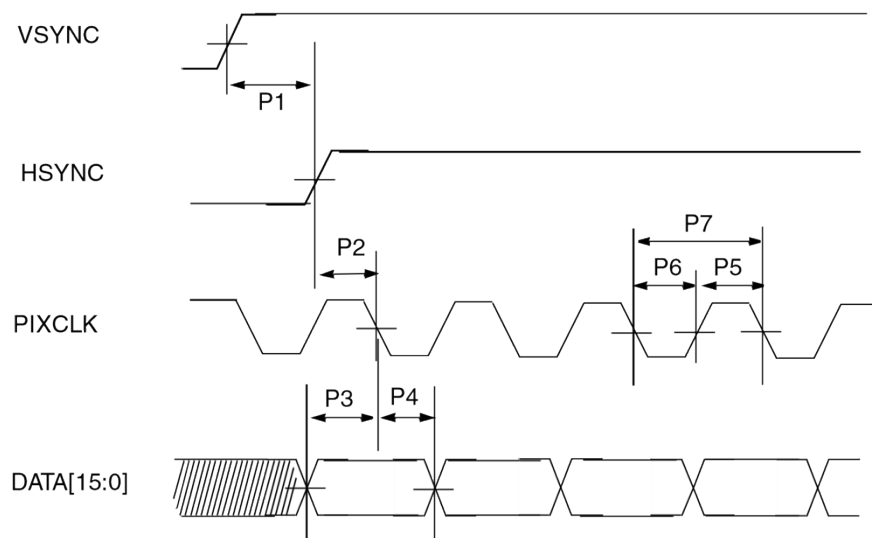 VSYNC
P1
HSYNC
P2
P7
P6
P5
PIXCLK
P3
P4
DATA[15:0]